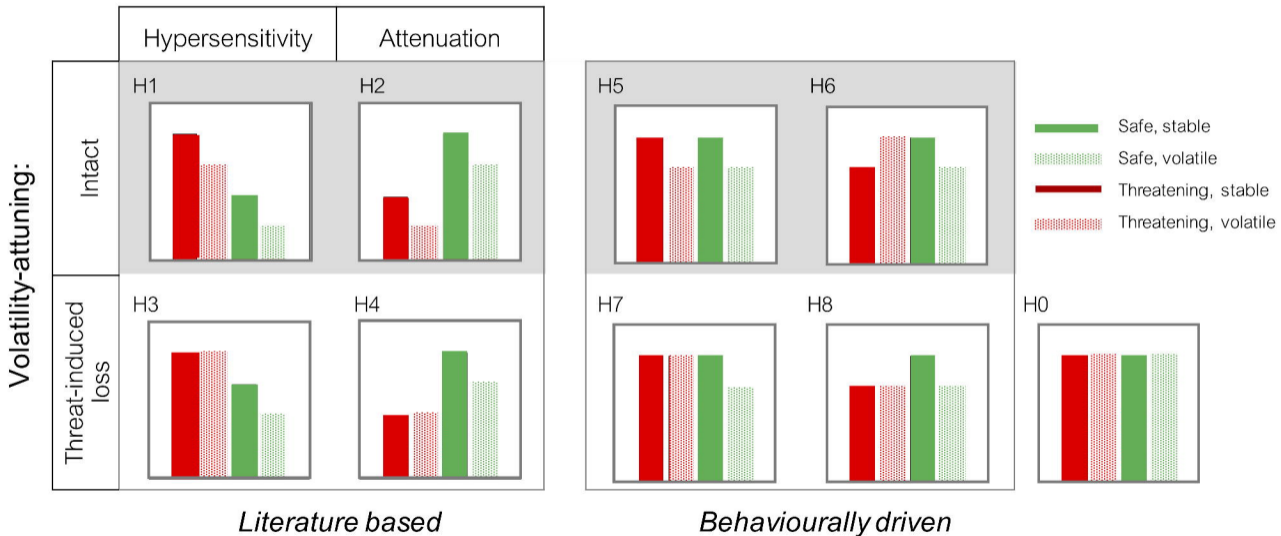 Hypersensitivity
Attenuation
Volatility-attuning:
Intact
H1
H2
H5
H6
Safe, stable
Safe, volatile
Threatening, stable
Threatening, volatile
Threat-induced
loss
H3
H4
H7
H8
H0
Literature based
Behaviourally driven